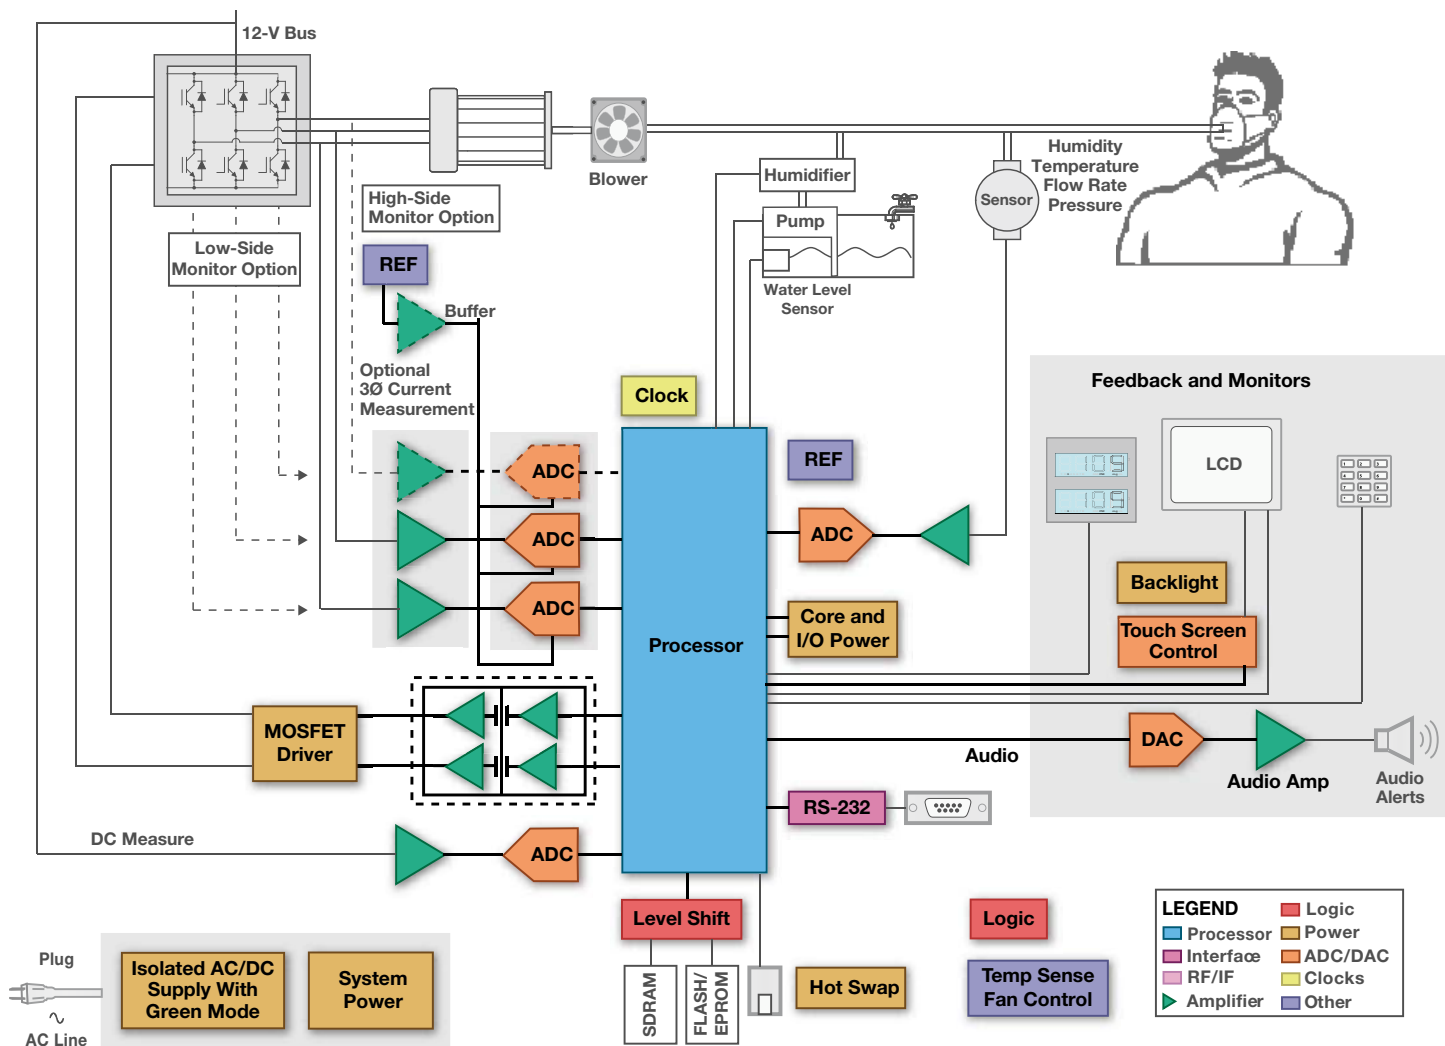 12-V Bus
High-Side
Monitor Option
Low-Side
Monitor Option
REF
Buffer
Optional
3Ø Current
Measurement
Blower
Humidifier
Pump
Water Level
Sensor
Sensor
Humidity
Temperature
Flow Rate
Pressure
Clock
ADC
ADC
ADC
Processor
REF
ADC
Core and
I/O Power
Feedback and Monitors
109
109
LCD
Backlight
Touch Screen
Control
Audio
DAC
Audio Amp
Audio
Alerts
RS-232
MOSFET
Driver
DC Measure
ADC
Level Shift
SDRAM
FLASH/
EPROM
Hot Swap
Logic
Temp Sense
Fan Control
Plug
AC Line
Isolated AC/DC
Supply With
Green Mode
System
Power
LEGEND
Processor
Interface
RF/IF
Amplifier
Logic
Power
ADC/DAC
Clocks
Other